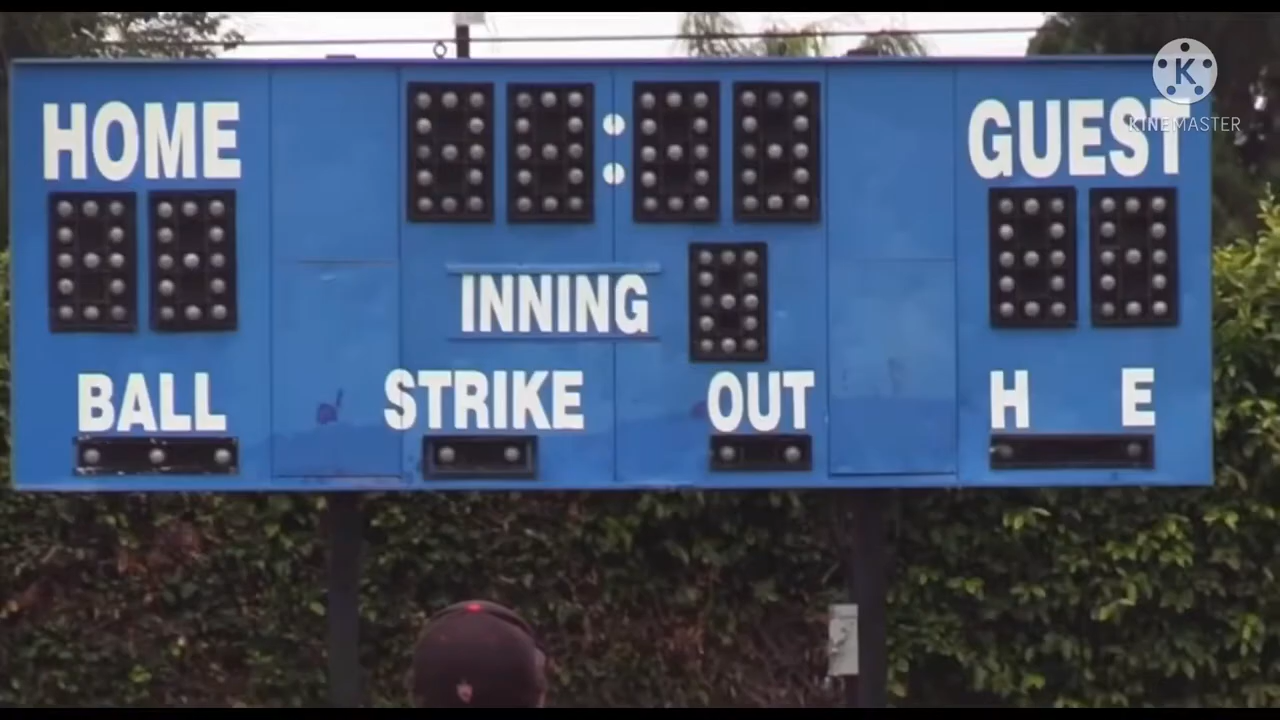 HOME
GUEST
K
KINEMASTER
INNING
BALL
STRIKE
OUT
H E